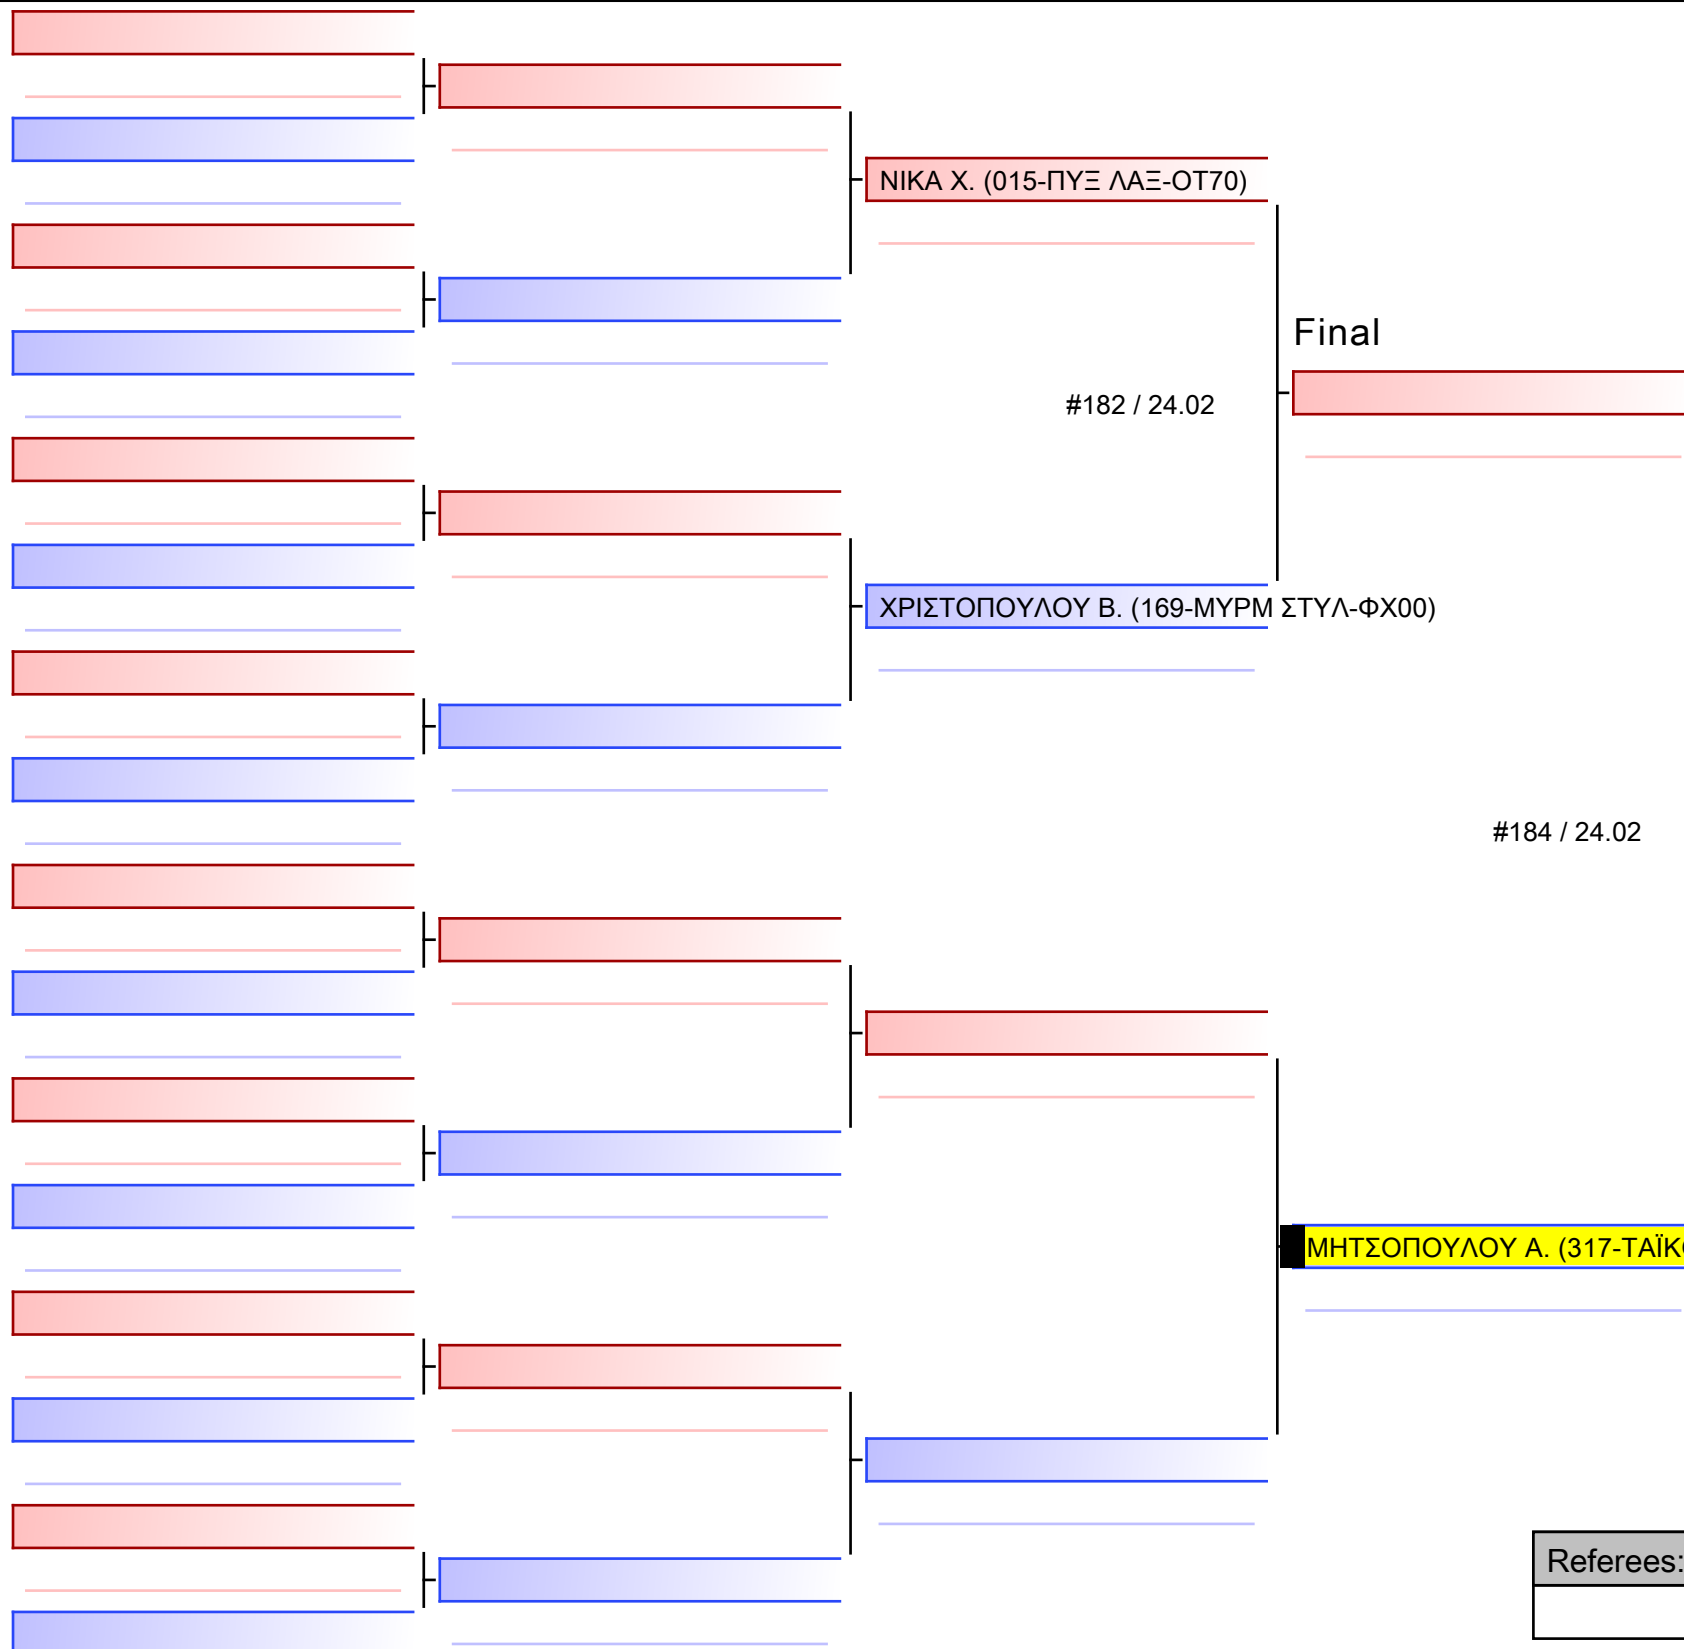 ΝΙΚΑ Χ. (015-ΠΥΞ ΛΑΞ-ΟΤ70)
Final
#182 / 24.02
ΧΡΙΣΤΟΠΟΥΛΟΥ Β. (169-ΜΥΡΜ ΣΤΥΛ-ΦΧ00)
#184 / 24.02
ΜΗΤΣΟΠΟΥΛΟΥ Α. (317-ΤΑΪΚ
Referees: